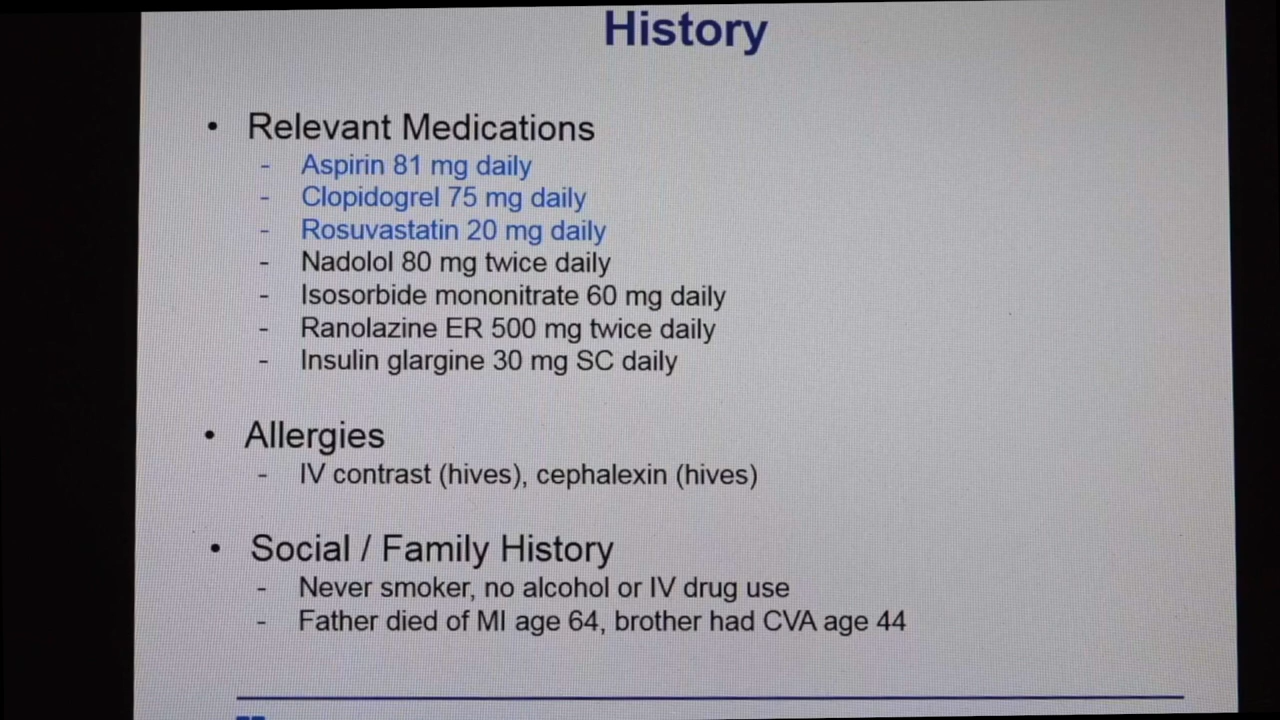 History
• Relevant Medications
- Aspirin 81 mg daily
- Clopidogrel 75 mg daily
- Rosuvastatin 20 mg daily
- Nadolol 80 mg twice daily
- Isosorbide mononitrate 60 mg daily
- Ranolazine ER 500 mg twice daily
- Insulin glargine 30 mg SC daily
• Allergies
- IV contrast (hives), cephalexin (hives)
• Social / Family History
- Never smoker, no alcohol or IV drug use
- Father died of MI age 64, brother had CVA age 44